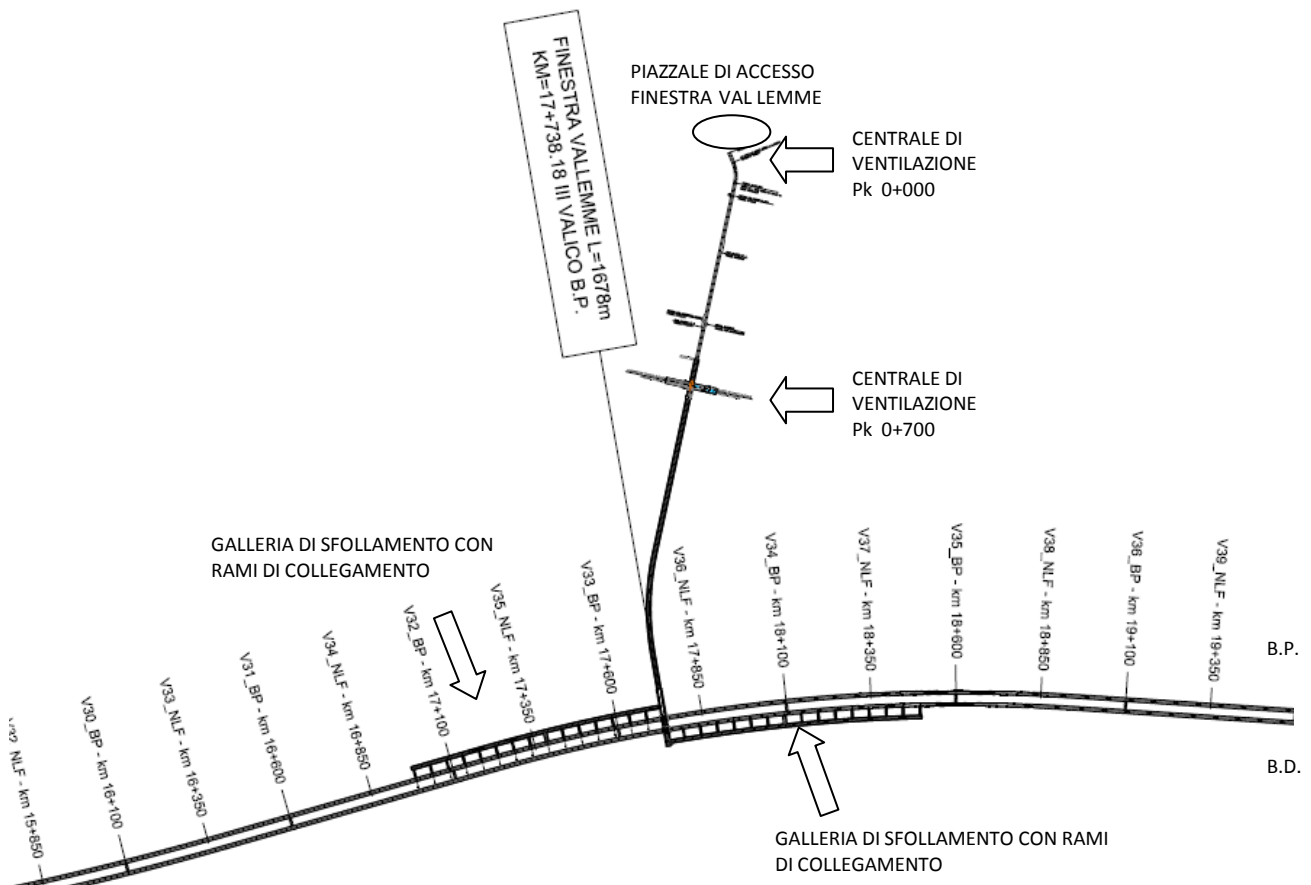 FINESTRA VALLEMME L=1678m
KM=17+738.18 III VALICO B.P.
PIAZZALE DI ACCESSO
FINESTRA VAL LEMME
CENTRALE DI
VENTILAZIONE
Pk 0+000
CENTRALE DI
VENTILAZIONE
Pk 0+700
GALLERIA DI SFOLLAMENTO CON
RAMI DI COLLEGAMENTO
NLF - km 15+850
V30_BP - km 16+100
V33_NLF - km 16+350
V31_BP - km 16+600
V34_NLF - km 16+850
V32_BP - km 17+100
V35_NLF - km 17+350
V33_BP - km 17+600
V36_NLF - km 17+850
V34_BP - km 18+100
V37_NLF - km 18+350
V35_BP - km 18+600
V38_NLF - km 18+850
V36_BP - km 19+100
V39_NLF - km 19+350
B.P.
B.D.
GALLERIA DI SFOLLAMENTO CON RAMI
DI COLLEGAMENTO